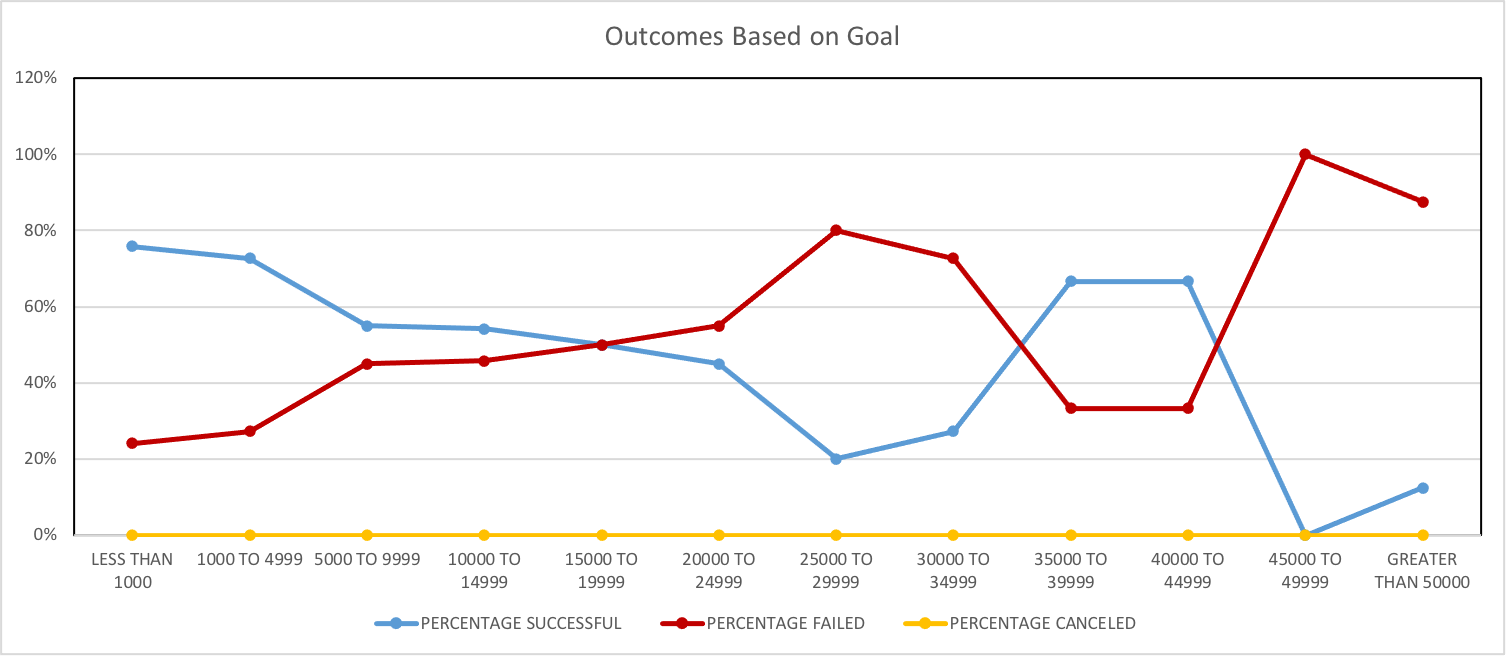 Outcomes Based on Goal
120%
100%
80%
60%
40%
20%
0%
LESS THAN
1000
1000 TO 4999
5000 TO 9999
10000 TO
14999
15000 TO
19999
20000 TO
24999
25000 TO
29999
30000 TO
34999
35000 TO
39999
40000 TO
44999
45000 TO
49999
GREATER
THAN 50000
PERCENTAGE SUCCESSFUL
PERCENTAGE FAILED
PERCENTAGE CANCELED